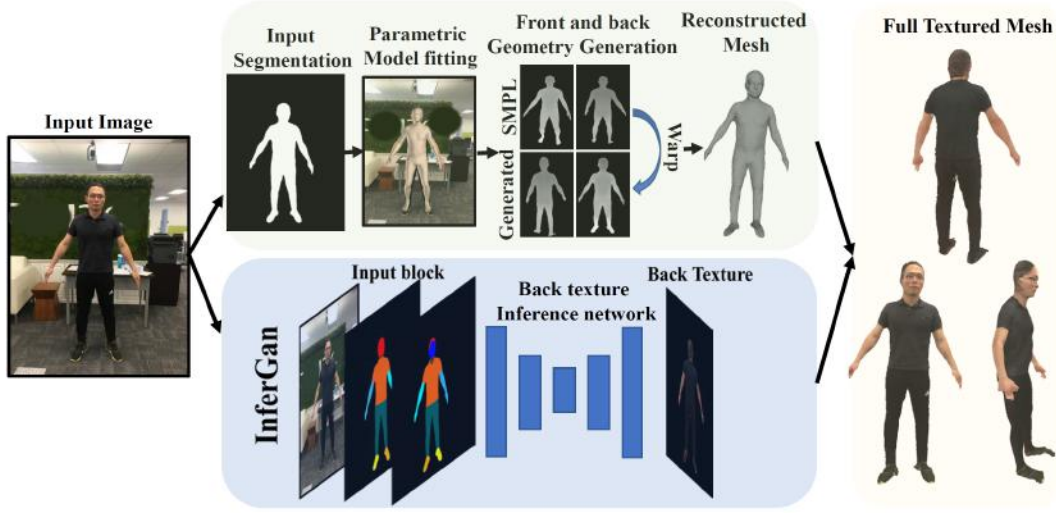 Input Image
Input
Segmentation
Parametric
Model fitting
Front and back
Geometry Generation
SMPL
Generated
Warp
Reconstructed
Mesh
InferGan
Input block
Back texture
Inference network
Back Texture
Full Textured Mesh